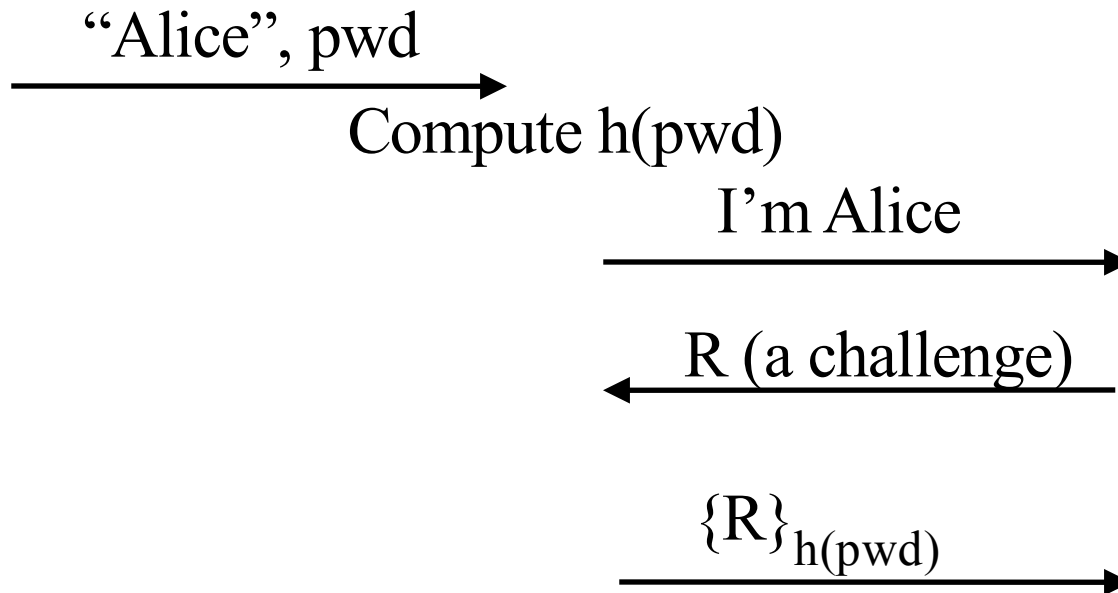 “Alice”, pwd
Compute h(pwd)
I’m Alice
R (a challenge)
{R}h(pwd)